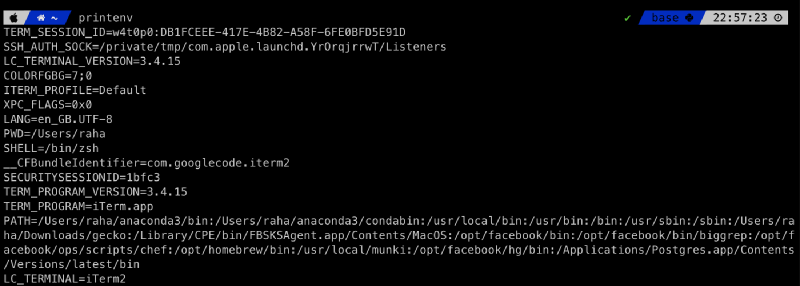 ~ printenv ✔ base 22:57:23
TERM_SESSION_ID=w4t0p0:DB1FCEEE-417E-4B82-A58F-6FE0BFD5E91D
SSH_AUTH_SOCK=/private/tmp/com.apple.launchd.YrOrqjrrwT/Listeners
LC_TERMINAL_VERSION=3.4.15
COLORFGBG=7;0
ITERM_PROFILE=Default
XPC_FLAGS=0x0
LANG=en_GB.UTF-8
PWD=/Users/raha
SHELL=/bin/zsh
__CFBundleIdentifier=com.googlecode.iterm2
SECURITYSESSIONID=1bfc3
TERM_PROGRAM_VERSION=3.4.15
TERM_PROGRAM=iTerm.app
PATH=/Users/raha/anaconda3/bin:/Users/raha/anaconda3/condabin:/usr/local/bin:/usr/bin:/bin:/usr/sbin:/sbin:/Users/ra
ha/Downloads/gecko:/Library/CPE/bin/FBSKSAgent.app/Contents/MacOS:/opt/facebook/bin:/opt/facebook/bin/biggrep:/opt/f
acebook/ops/scripts/chef:/opt/homebrew/bin:/usr/local/munki:/opt/facebook/hg/bin:/Applications/Postgres.app/Contents
/Versions/latest/bin
LC_TERMINAL=iTerm2